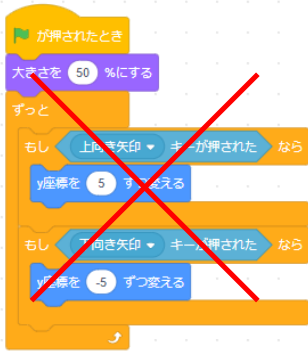 が押されたとき
大きさを 50 %にする
ずっと
もし 上向き矢印 キーが押された なら
y座標を 5 ずつ変える
もし 下向き矢印 キーが押された なら
y座標を -5 ずつ変える